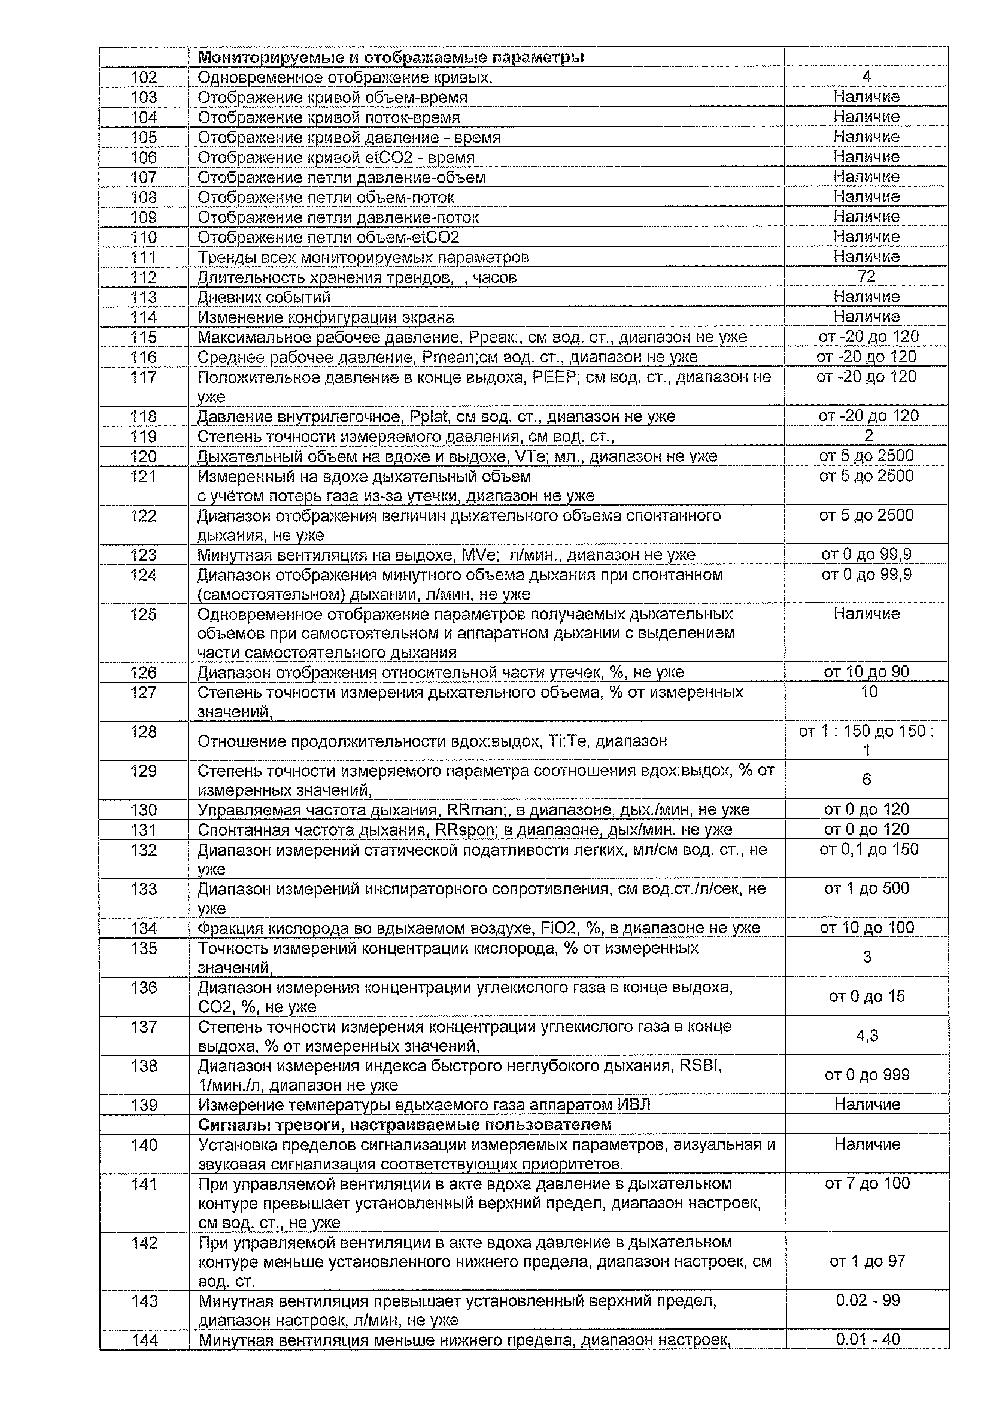 Мониторируемые и отображаемые параметры
102 Одновременное отображение кривых. 4
103 Отображение кривой объем-время Наличие
104 Отображение кривой поток-время Наличие
105 Отображение кривой давление - время Наличие
106 Отображение кривой etCO2 - время Наличие
107 Отображение петли давление-объем Наличие
108 Отображение петли объем-поток Наличие
109 Отображение петли давление-поток Наличие
110 Отображение петли объем-etCO2 Наличие
111 Тренды всех мониторируемых параметров Наличие
112 Длительность хранения трендов, , часов 72
113 Дневник событий Наличие
114 Изменение конфигурации экрана Наличие
115 Максимальное рабочее давление, Ppeak:, см вод. ст., диапазон не уже от -20 до 120
116 Среднее рабочее давление, Pmean;см вод. ст., диапазон не уже от -20 до 120
117 Положительное давление в конце выдоха, PEEP; см вод. ст., диапазон не от -20 до 120
уже
118 Давление внутрилегочное, Pplat, см вод. ст., диапазон не уже от -20 до 120
119 Степень точности измеряемого давления, см вод. ст., 2
120 Дыхательный объем на вдохе и выдохе, VTe; мл., диапазон не уже от 5 до 2500
121 Измеренный на вдохе дыхательный объем от 5 до 2500
с учётом потерь газа из-за утечки, диапазон не уже
122 Диапазон отображения величин дыхательного объема спонтанного от 5 до 2500
дыхания, не уже
123 Минутная вентиляция на выдохе, MVe; л/мин., диапазон не уже от 0 до 99,9
124 Диапазон отображения минутного объема дыхания при спонтанном от 0 до 99,9
(самостоятельном) дыхании, л/мин, не уже
125 Одновременное отображение параметров получаемых дыхательных Наличие
объемов при самостоятельном и аппаратном дыхании с выделением
части самостоятельного дыхания
126 Диапазон отображения относительной части утечек, %, не уже от 10 до 90
127 Степень точности измерения дыхательного объема, % от измеренных 10
значений,
128 Отношение продолжительности вдох:выдох, Ti:Te, диапазон от 1 : 150 до 150 :
1
129 Степень точности измеряемого параметра соотношения вдох:выдох, % от 6
измеренных значений,
130 Управляемая частота дыхания, RRman;, в диапазоне, дых./мин, не уже от 0 до 120
131 Спонтанная частота дыхания, RRspon; в диапазоне, дых/мин. не уже от 0 до 120
132 Диапазон измерений статической податливости легких, мл/см вод. ст., не от 0,1 до 150
уже
133 Диапазон измерений инспираторного сопротивления, см вод.ст./л/сек, не от 1 до 500
уже
134 Фракция кислорода во вдыхаемом воздухе, FiO2, %, в диапазоне не уже от 10 до 100
135 Точность измерений концентрации кислорода, % от измеренных 3
значений,
136 Диапазон измерения концентрации углекислого газа в конце выдоха, от 0 до 15
CO2, %, не уже
137 Степень точности измерения концентрации углекислого газа в конце 4,3
выдоха, % от измеренных значений,
138 Диапазон измерения индекса быстрого неглубокого дыхания, RSBI, от 0 до 999
1/мин./л, диапазон не уже
139 Измерение температуры вдыхаемого газа аппаратом ИВЛ Наличие
Сигналы тревоги, настраиваемые пользователем
140 Установка пределов сигнализации измеряемых параметров, визуальная и Наличие
звуковая сигнализация соответствующих приоритетов.
141 При управляемой вентиляции в акте вдоха давление в дыхательном от 7 до 100
контуре превышает установленный верхний предел, диапазон настроек,
см вод. ст., не уже
142 При управляемой вентиляции в акте вдоха давление в дыхательном от 1 до 97
контуре меньше установленного нижнего предела, диапазон настроек, см
вод. ст.
143 Минутная вентиляция превышает установленный верхний предел, 0.02 - 99
диапазон настроек, л/мин, не уже
144 Минутная вентиляция меньше нижнего предела, диапазон настроек, 0.01 - 40